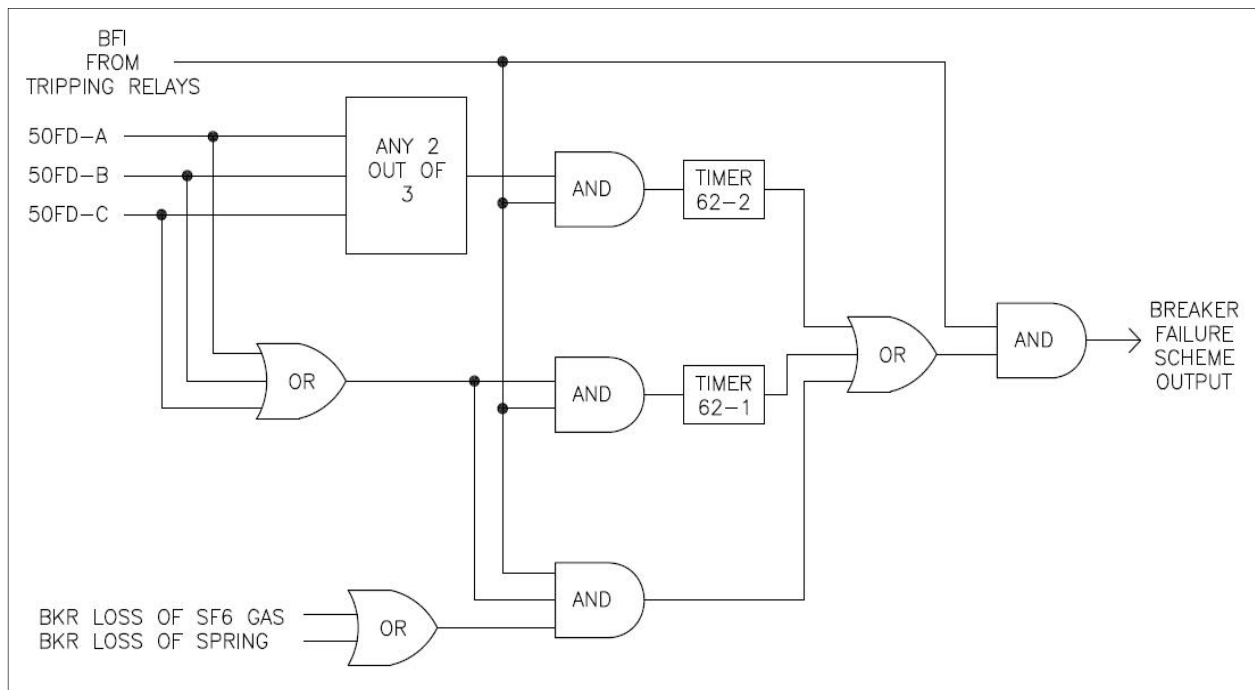 BFI
FROM
TRIPPING RELAYS
50FD-A
50FD-B
50FD-C
ANY 2
OUT OF
3
AND
TIMER
62-2
OR
AND
TIMER
62-1
OR
AND
BREAKER
FAILURE
SCHEME
OUTPUT
BKR LOSS OF SF6 GAS
BKR LOSS OF SPRING
OR
AND